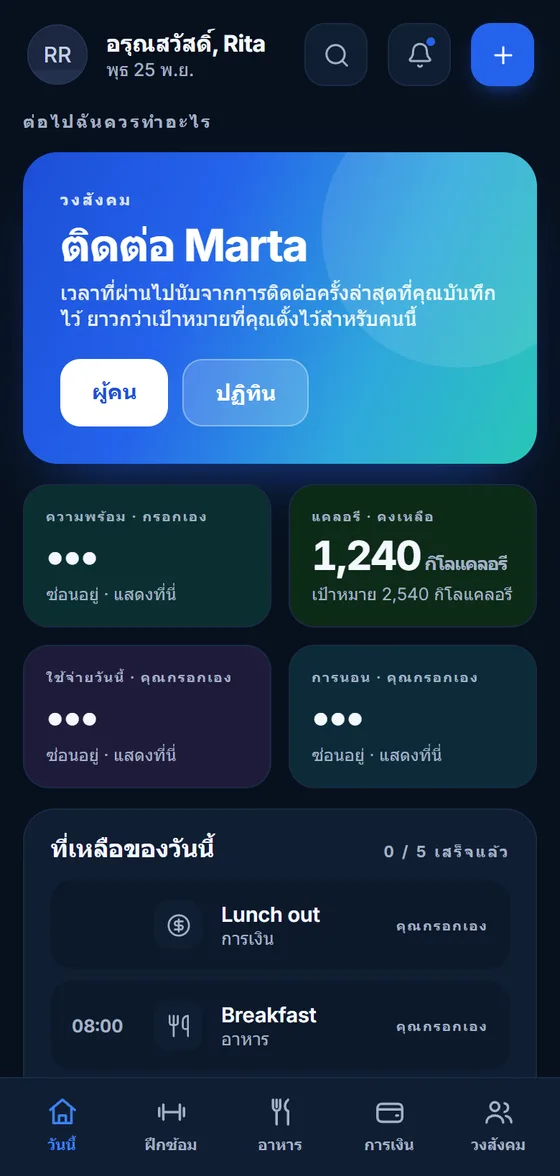 RR
อรุณสวัสดิ์, Rita
พุธ 25 พ.ย.
ต่อไปฉันควรทำอะไร
วงสังคม
ติดต่อ Marta
เวลาที่ผ่านไปนับจากการติดต่อครั้งล่าสุดที่คุณบันทึก
ไว้ ยาวกว่าเป้าหมายที่คุณตั้งไว้สำหรับคนนี้
ผู้คน
ปฏิทิน
ความพร้อม · กรอกเอง
●●●
ซ่อนอยู่ · แสดงที่นี่
แคลอรี · คงเหลือ
1,240 กิโลแคลอรี
เป้าหมาย 2,540 กิโลแคลอรี
ใช้จ่ายวันนี้ · คุณกรอกเอง
●●●
ซ่อนอยู่ · แสดงที่นี่
การนอน · คุณกรอกเอง
●●●
ซ่อนอยู่ · แสดงที่นี่
ที่เหลือของวันนี้
0 / 5 เสร็จแล้ว
Lunch out
การเงิน
คุณกรอกเอง
08:00
Breakfast
อาหาร
คุณกรอกเอง
วันนี้
ฝึกซ้อม
อาหาร
การเงิน
วงสังคม